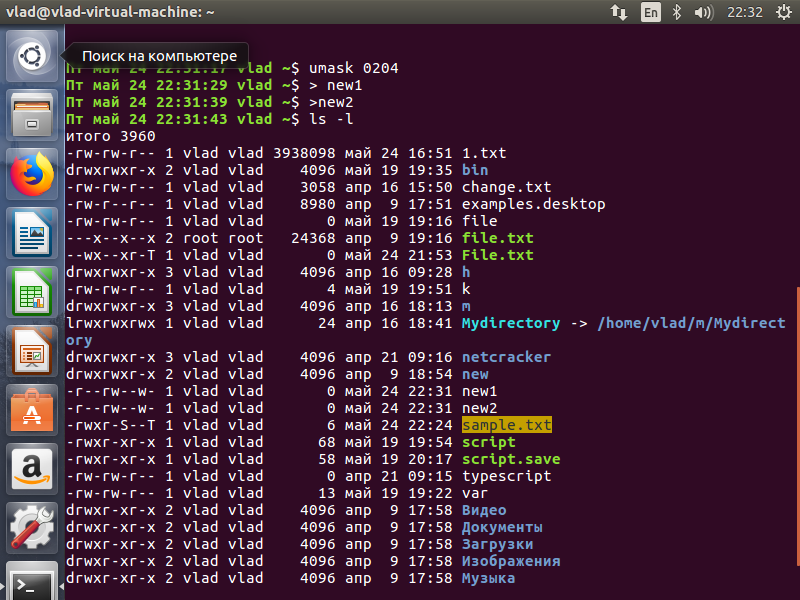 vlad@vlad-virtual-machine: ~
En
22:32
Поиск на компьютере
Пт май 24 22:31:17 vlad ~$ umask 0204
Пт май 24 22:31:29 vlad ~$ > new1
Пт май 24 22:31:39 vlad ~$ >new2
Пт май 24 22:31:43 vlad ~$ ls -l
итого 3960
-rw-rw-r-- 1 vlad vlad 3938098 май 24 16:51 1.txt
drwxrwxr-x 2 vlad vlad    4096 май 19 19:35 bin
-rw-rw-r-- 1 vlad vlad    3058 апр 16 15:50 change.txt
-rw-r--r-- 1 vlad vlad    8980 апр  9 17:51 examples.desktop
-rw-rw-r-- 1 vlad vlad       0 май 19 19:16 file
---x--x--x 2 root root   24368 апр  9 19:16 file.txt
--wx--xr-T 1 vlad vlad       0 май 24 21:53 File.txt
drwxrwxr-x 3 vlad vlad    4096 апр 16 09:28 h
-rw-rw-r-- 1 vlad vlad       4 май 19 19:51 k
drwxrwxr-x 3 vlad vlad    4096 апр 16 18:13 m
lrwxrwxrwx 1 vlad vlad      24 апр 16 18:41 Mydirectory -> /home/vlad/m/Mydirect
ory
drwxrwxr-x 3 vlad vlad    4096 апр 21 09:16 netcracker
drwxrwxr-x 2 vlad vlad    4096 апр  9 18:54 new
-r--rw--w- 1 vlad vlad       0 май 24 22:31 new1
-r--rw--w- 1 vlad vlad       0 май 24 22:31 new2
-rwxr-S--T 1 vlad vlad       6 май 24 22:24 sample.txt
-rwxr-xr-x 1 vlad vlad      68 май 19 19:54 script
-rwxr-xr-x 1 vlad vlad      58 май 19 20:17 script.save
-rw-rw-r-- 1 vlad vlad       0 апр 21 09:15 typescript
-rw-rw-r-- 1 vlad vlad      13 май 19 19:22 var
drwxr-xr-x 2 vlad vlad    4096 апр  9 17:58 Видео
drwxr-xr-x 2 vlad vlad    4096 апр  9 17:58 Документы
drwxr-xr-x 2 vlad vlad    4096 апр  9 17:58 Загрузки
drwxr-xr-x 2 vlad vlad    4096 апр  9 17:58 Изображения
drwxr-xr-x 2 vlad vlad    4096 апр  9 17:58 Музыка